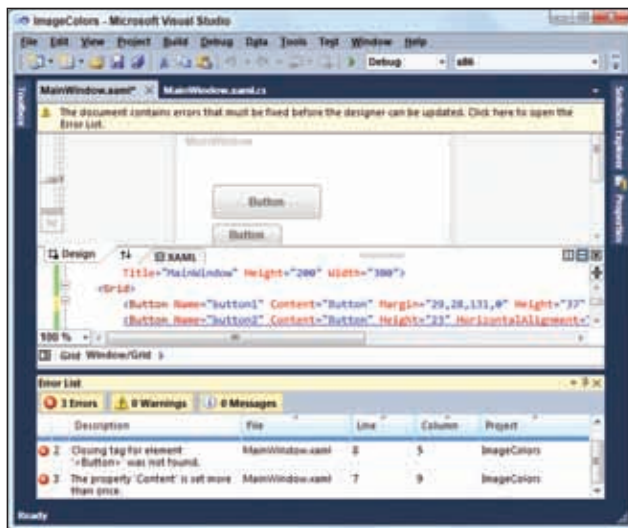 ImageColors - Microsoft Visual Studio
File Edit View Project Build Debug Data Tools Test Window Help
Debug x86
Toolbox
MainWindow.xaml* MainWindow.xaml.cs
The document contains errors that must be fixed before the designer can be updated. Click here to open the
Error List.
MainWindow
Button
Button
Design XAML
Title="MainWindow" Height="200" Width="300">
<Grid>
<Button Name="button1" Content="Button" Margin="29,28,131,0" Height="37"
<Button Name="button2" Content="Button" Height="23" HorizontalAlignment="
100 %
Grid Window/Grid
Solution Explorer
Properties
Error List
3 Errors 0 Warnings 0 Messages
Description File Line Column Project
2 Closing tag for element MainWindow.xaml 8 5 ImageColors
'<Button>' was not found.
3 The property 'Content' is set more MainWindow.xaml 7 9 ImageColors
than once.
Ready